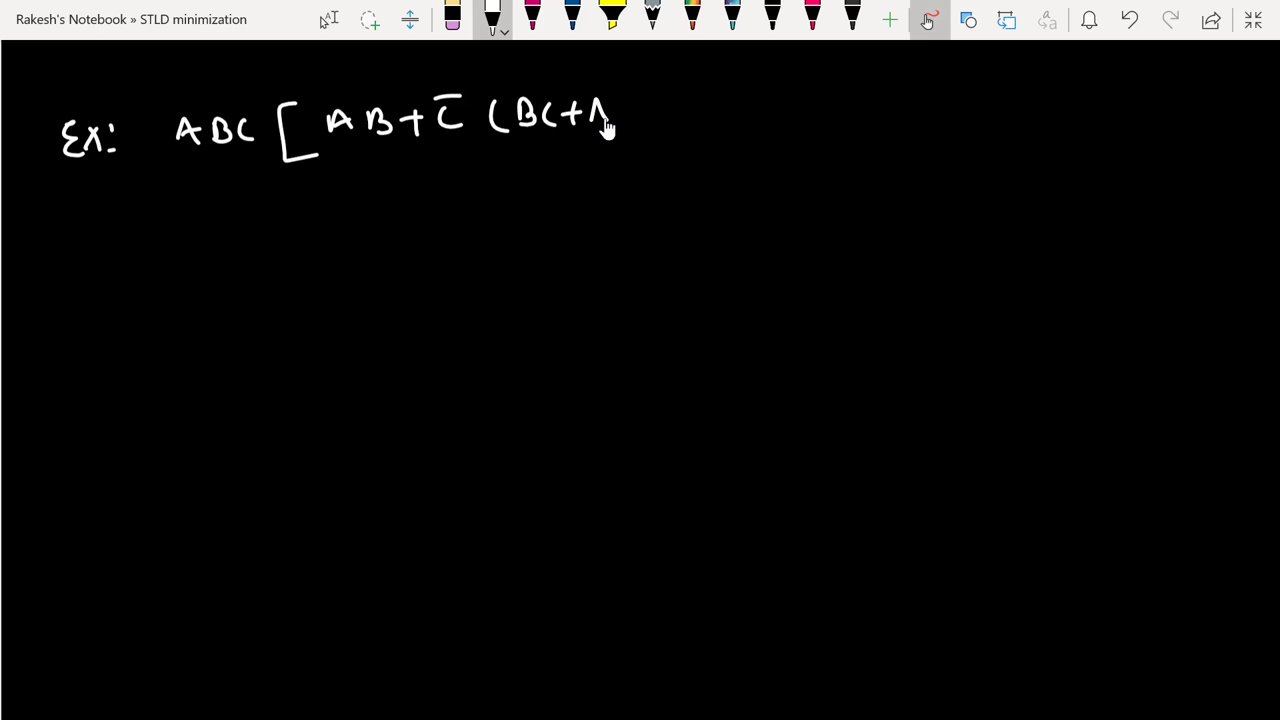 Rakesh's Notebook » STLD minimization
Ex: ABC [ AB + C̅ ( BC + A